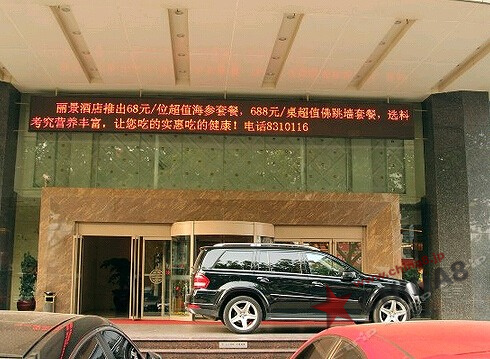 丽景酒店推出68元/位超值海参套餐，688元/桌超值佛跳墙套餐，选料
考究营养丰富，让您吃的实惠吃的健康！电话8310116